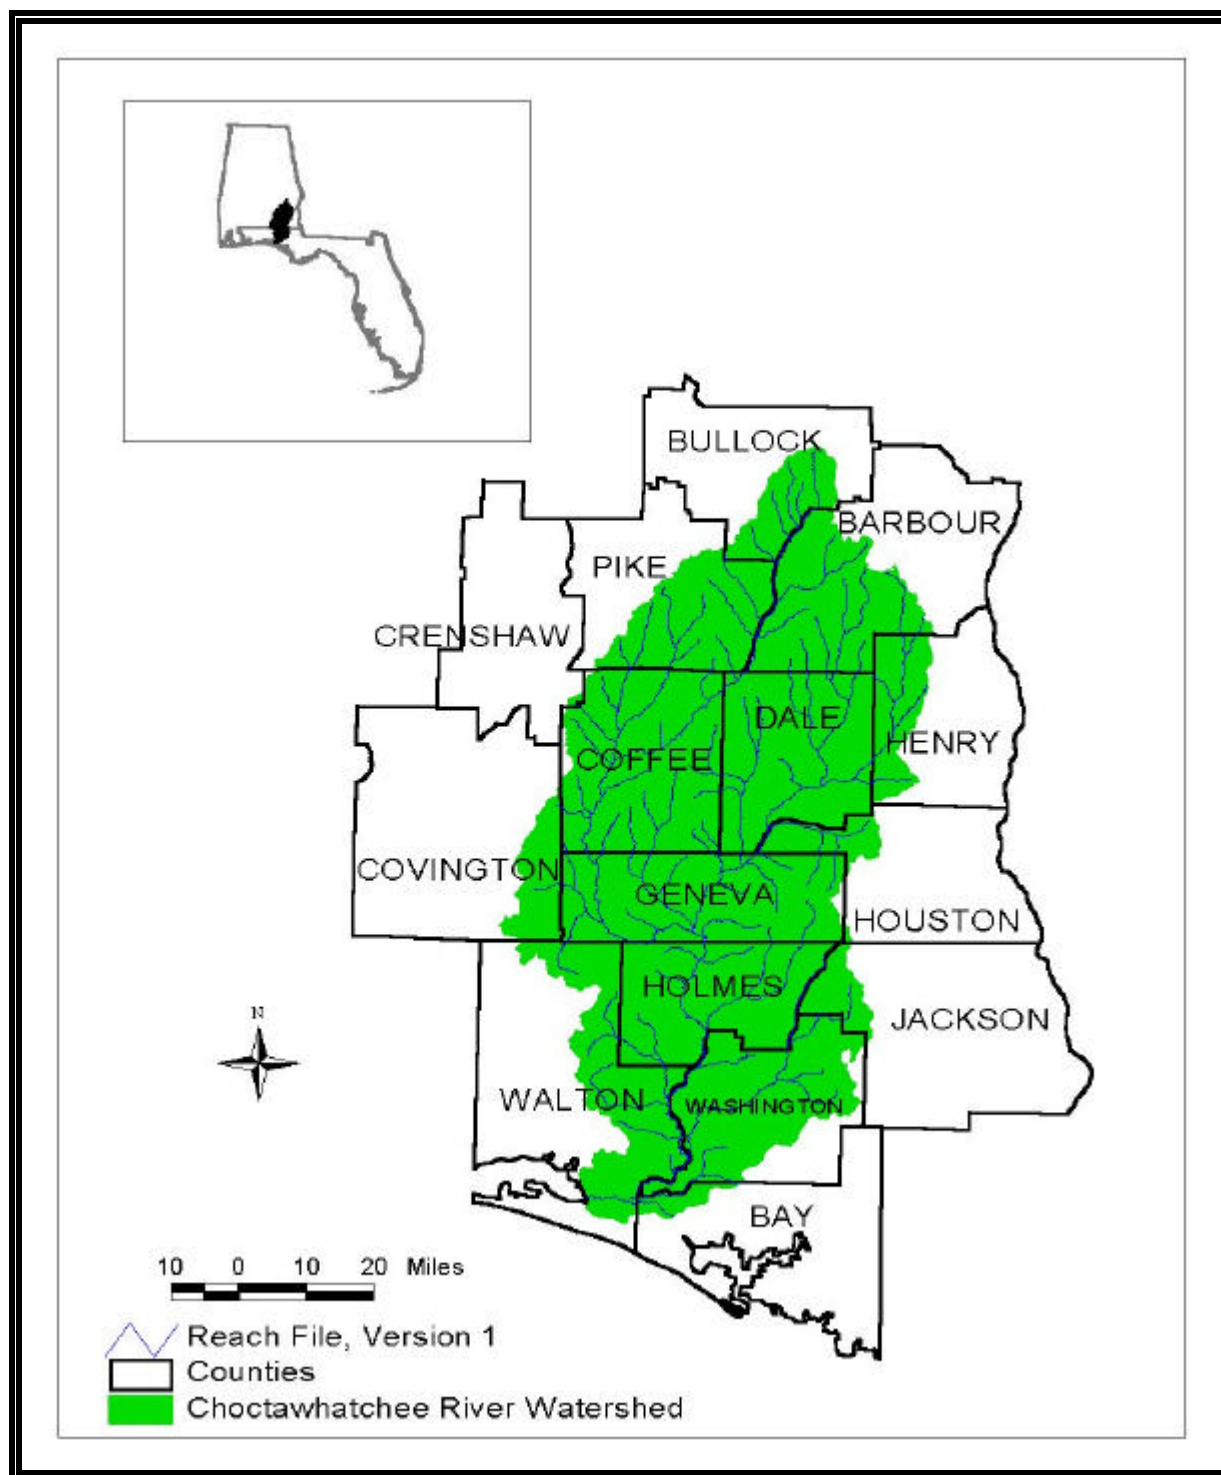 BULLOCK
BARBOUR
PIKE
CRENSHAW
DALE
HENRY
COFFEE
COVINGTON
GENEVA
HOUSTON
HOLMES
JACKSON
N
WALTON
WASHINGTON
BAY
10 0 10 20 Miles
Reach File, Version 1
Counties
Choctawhatchee River Watershed